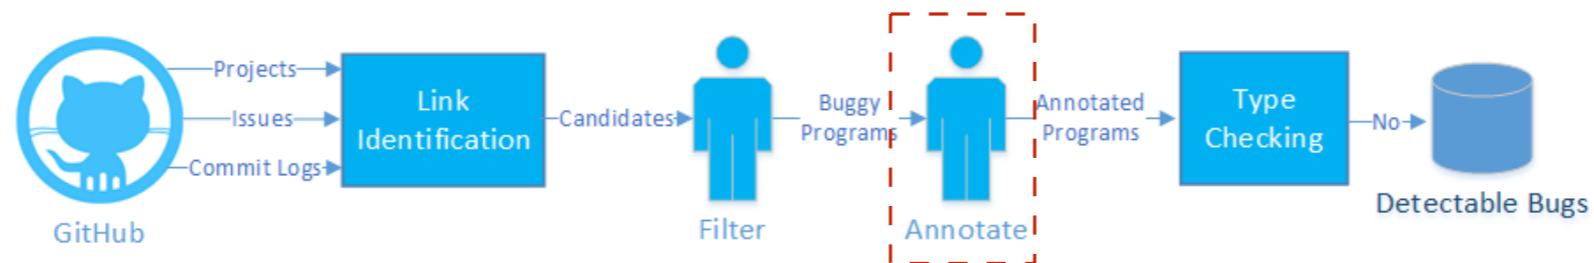 Projects
Issues
Commit Logs
GitHub
Link
Identification
Candidates
Filter
Buggy
Programs
Annotate
Annotated
Programs
Type
Checking
No
Detectable Bugs